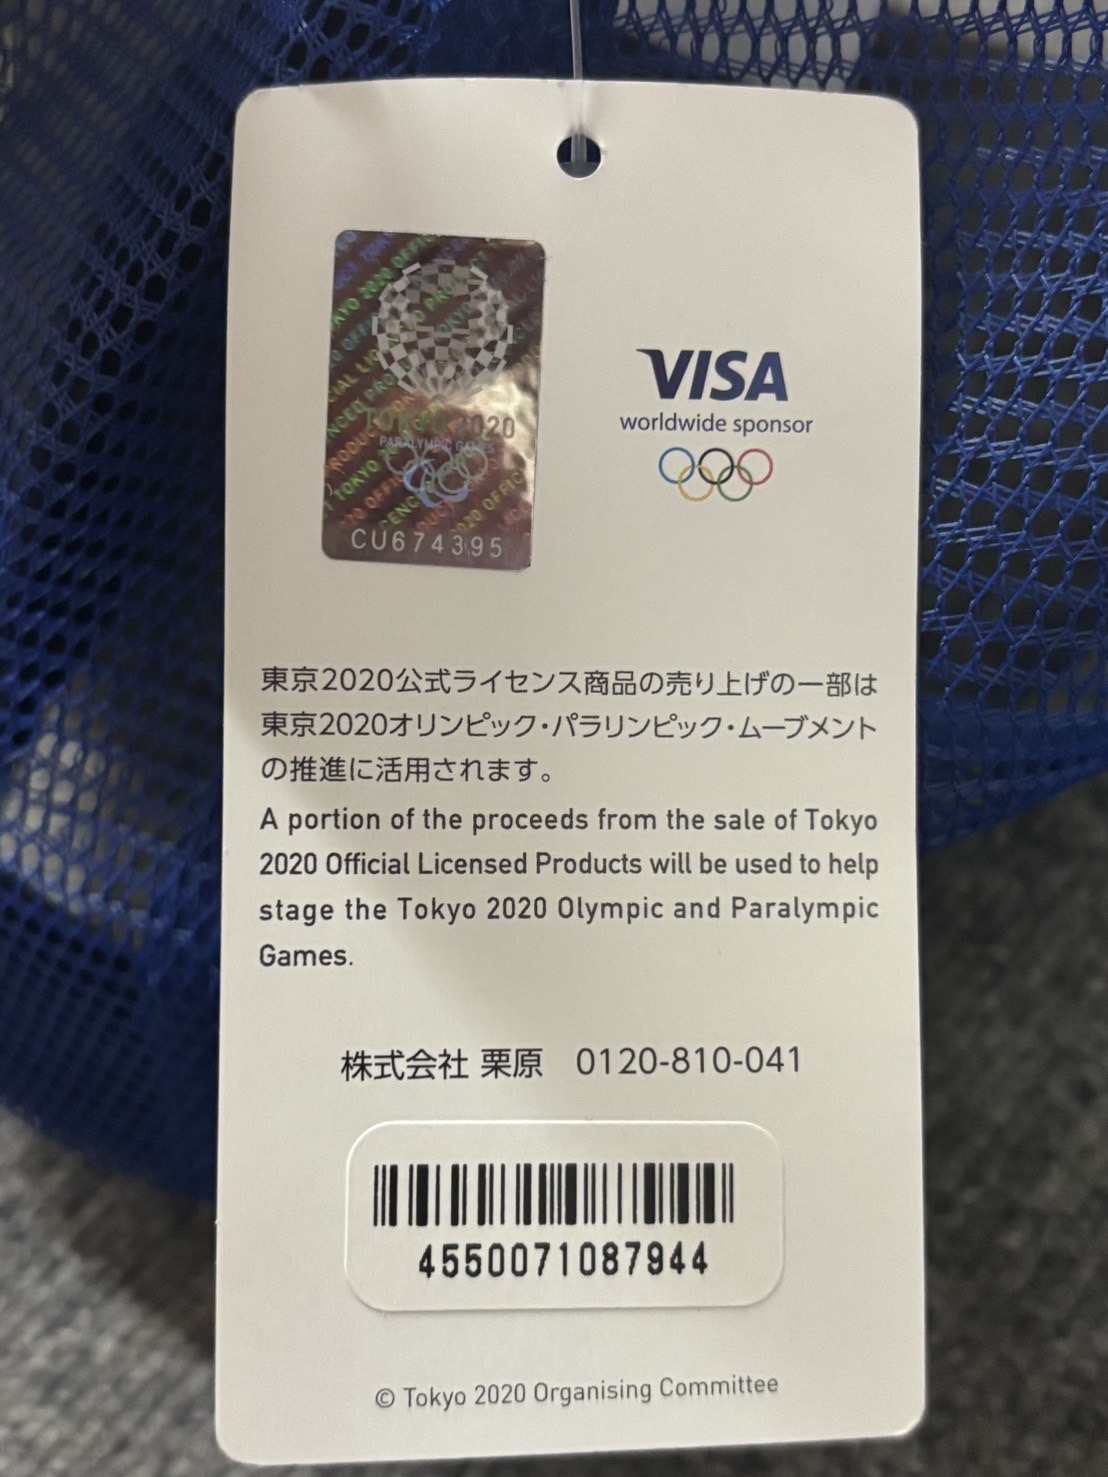 TOKYO 2020
PARALYMPIC GAMES
CU674395
VISA
worldwide sponsor
東京2020公式ライセンス商品の売り上げの一部は
東京2020オリンピック・パラリンピック・ムーブメント
の推進に活用されます。
A portion of the proceeds from the sale of Tokyo
2020 Official Licensed Products will be used to help
stage the Tokyo 2020 Olympic and Paralympic
Games.
株式会社 栗原 0120-810-041
4550071087944
© Tokyo 2020 Organising Committee